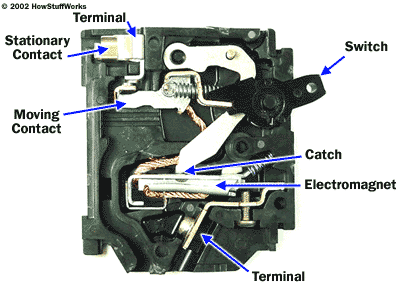 © 2002 HowStuffWorks
Terminal
Stationary
Contact
Switch
Moving
Contact
Catch
Electromagnet
Terminal